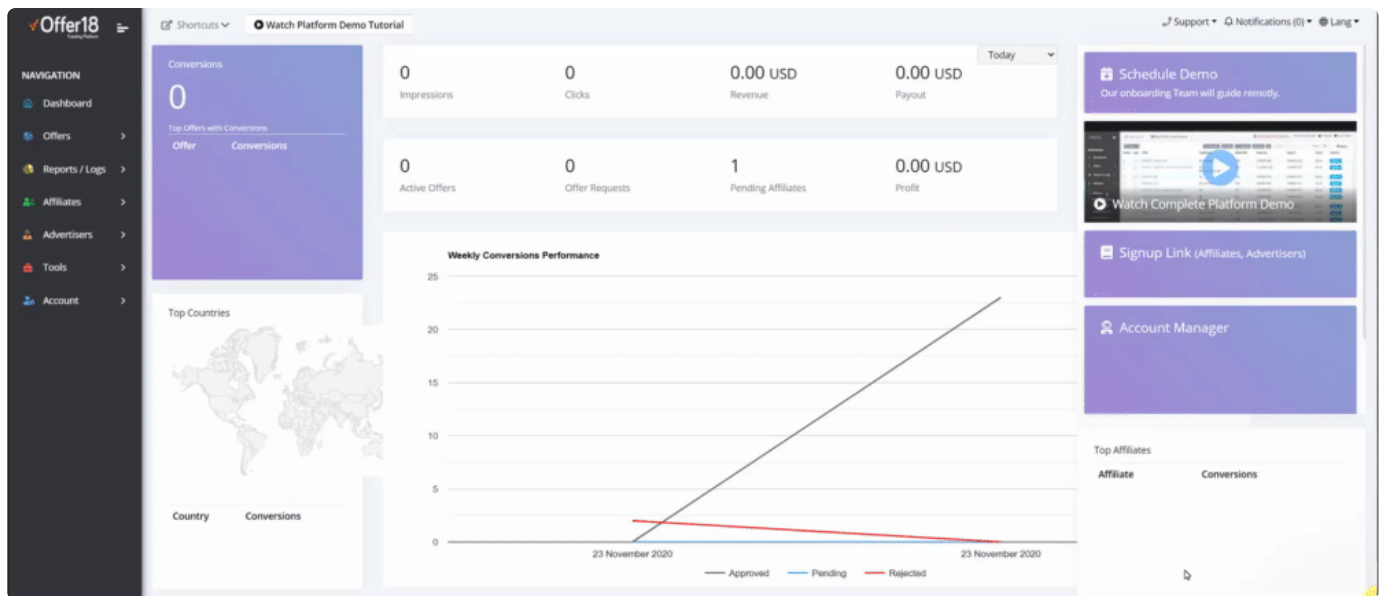 Offer18
Tracking Platform
Shortcuts
Watch Platform Demo Tutorial
Support
Notifications (0)
Lang
NAVIGATION
Dashboard
Offers
Reports / Logs
Affiliates
Advertisers
Tools
Account
Conversions
0
Top Offers with Conversions
Offer Conversions
Today
0 0 0.00 USD 0.00 USD
Impressions Clicks Revenue Payout
0 0 1 0.00 USD
Active Offers Offer Requests Pending Affiliates Profit
Top Countries
Country Conversions
Weekly Conversions Performance
25
20
15
10
5
0
23 November 2020 23 November 2020
Approved Pending Rejected
Schedule Demo
Our onboarding Team will guide remotly.
Watch Complete Platform Demo
Signup Link (Affiliates, Advertisers)
Account Manager
Top Affiliates
Affiliate Conversions